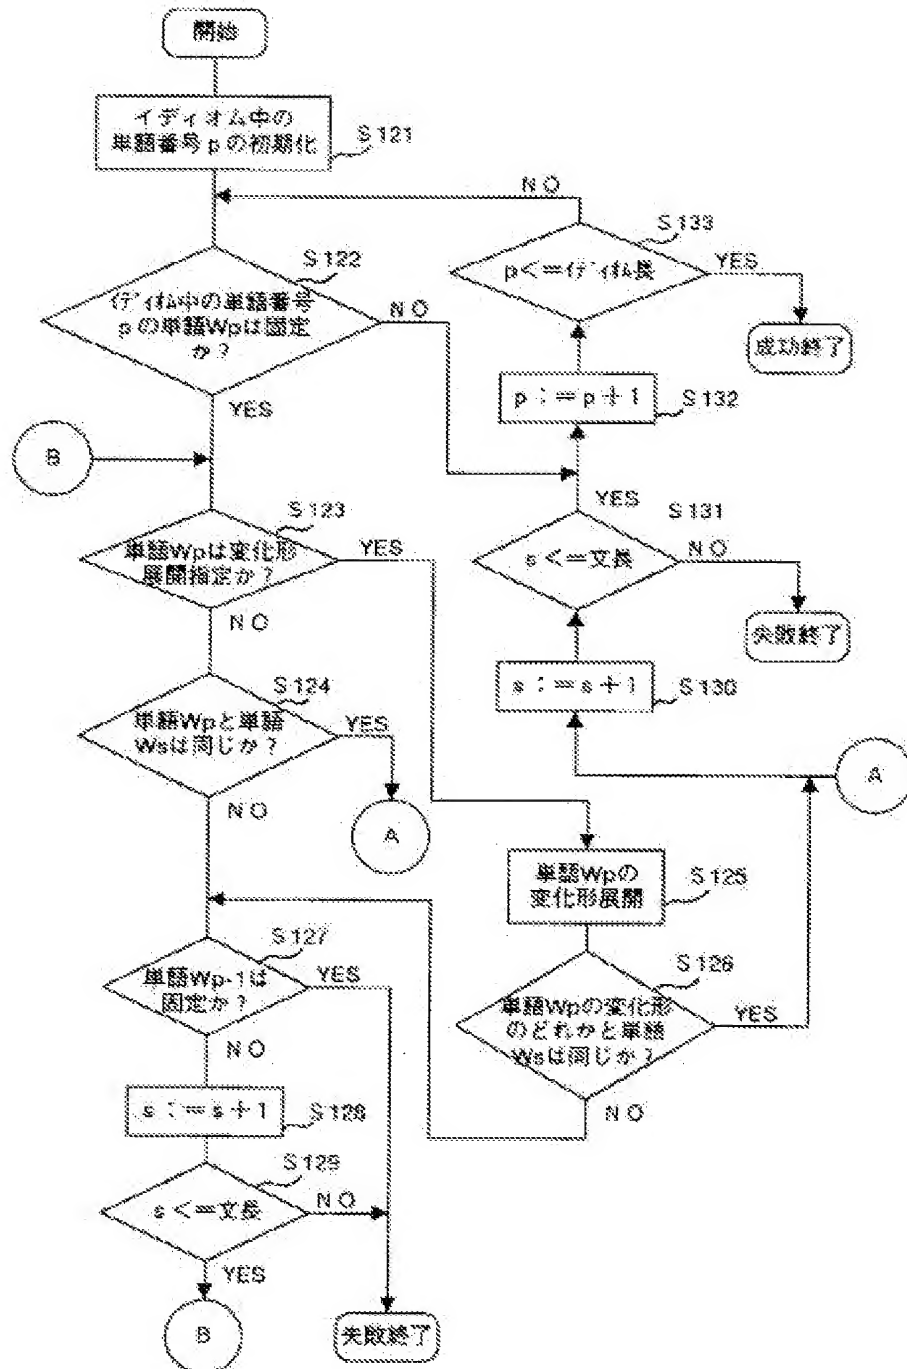 開始
イディオム中の
単語番号pの初期化
S121
NO
S133
p<=イディオム長
YES
成功終了
S122
イディオム中の単語番号
pの単語Wpは固定
か?
NO
YES
p:=p+1
S132
B
YES
S131
s<=文長
NO
失敗終了
S123
単語Wpは変化形
展開指定か?
YES
NO
s:=s+1
S130
S124
単語Wpと単語
Wsは同じか?
YES
NO
A
A
単語Wpの
変化形展開
S125
S127
単語Wp-1は
固定か?
YES
NO
S126
単語Wpの変化形
のどれかと単語
Wsは同じか?
YES
NO
s:=s+1
S128
S129
s<=文長
NO
YES
B
失敗終了